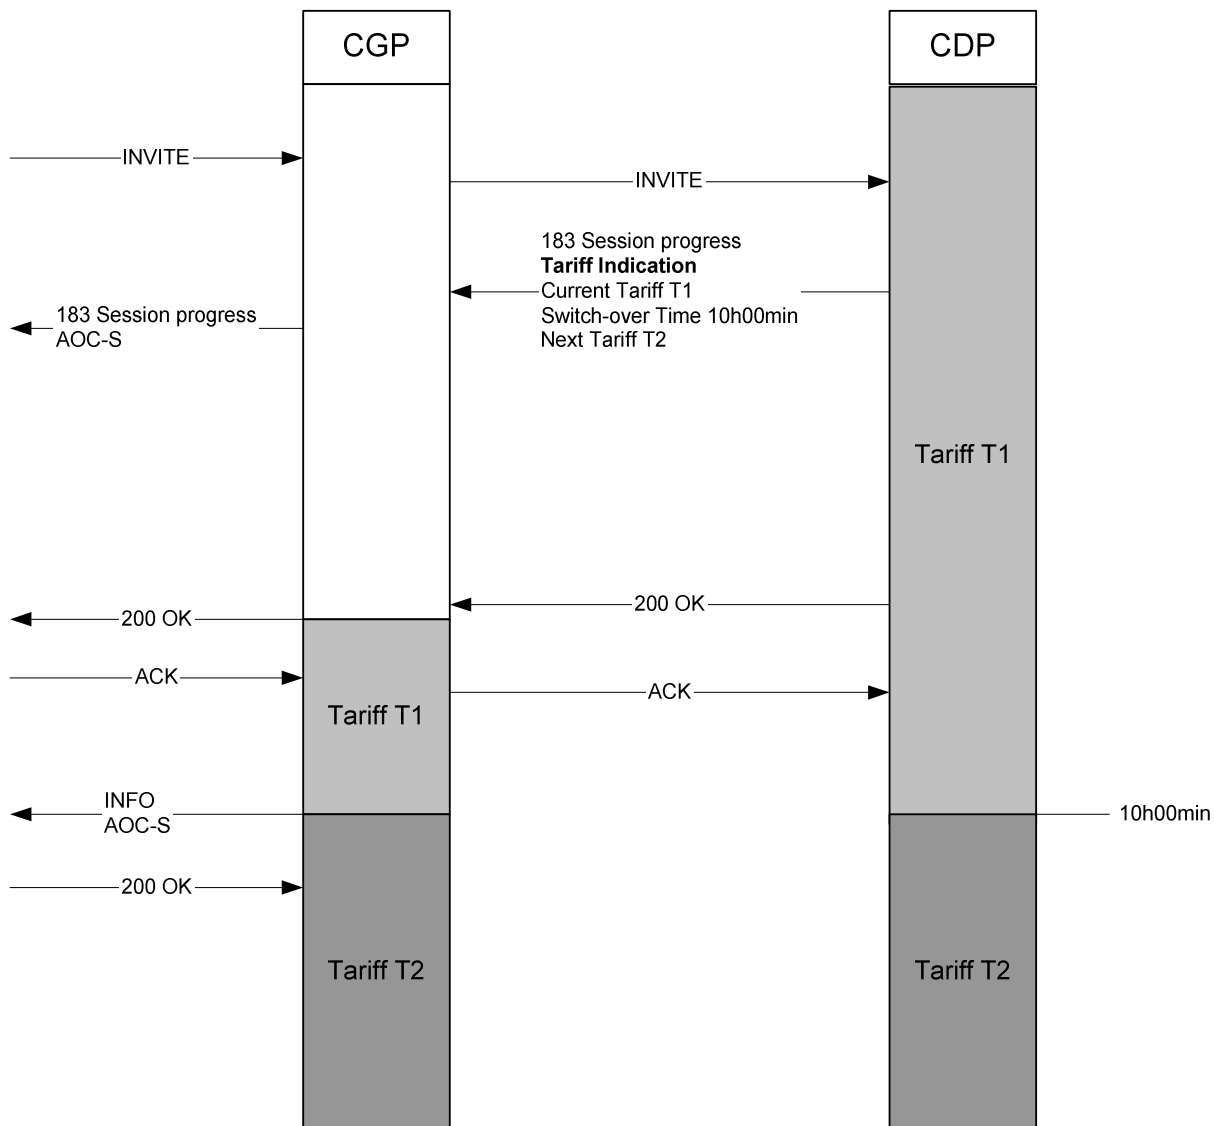 CGP
CDP
INVITE
INVITE
183 Session progress
Tariff Indication
Current Tariff T1
Switch-over Time 10h00min
Next Tariff T2
183 Session progress
AOC-S
Tariff T1
200 OK
200 OK
ACK
ACK
Tariff T1
INFO
AOC-S
10h00min
200 OK
Tariff T2
Tariff T2